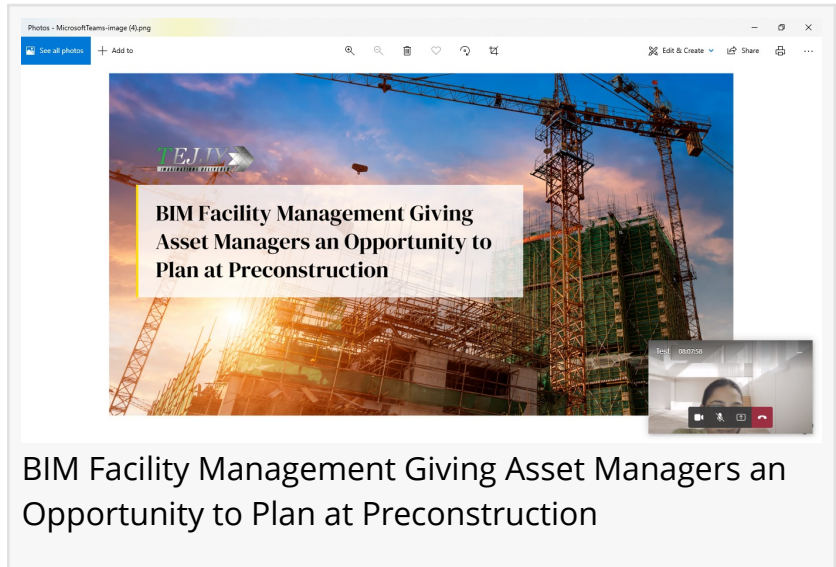 Photos - MicrosoftTeams-image (4).png
See all photos
Add to
Edit & Create
Share
TEJJY
IMAGINATIONS DELIVERED
BIM Facility Management Giving
Asset Managers an Opportunity to
Plan at Preconstruction
Test 08:07:58
BIM Facility Management Giving Asset Managers an
Opportunity to Plan at Preconstruction